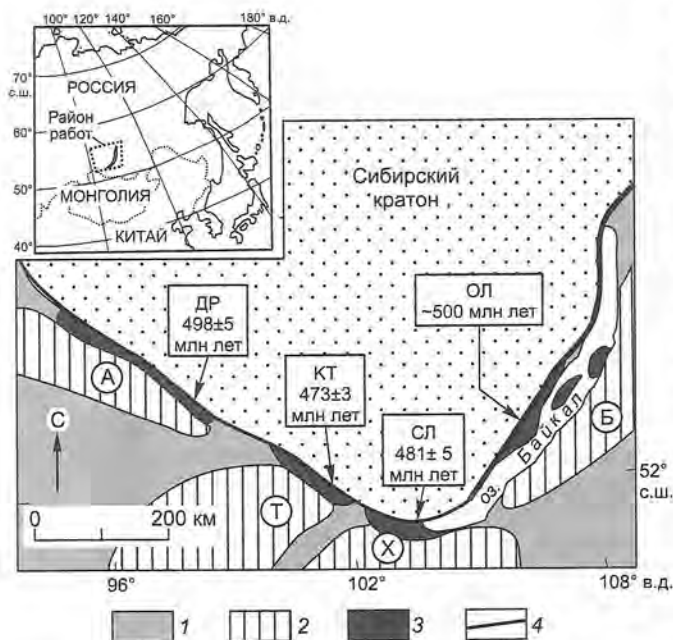 100° 120° 140° 160° 180° в.д.
70°
с.ш.
РОССИЯ
Район
работ
60°
50°
МОНГОЛИЯ
КИТАЙ
40°
Сибирский
кратон
ДР
498±5
млн лет
ОЛ
~500 млн лет
КТ
473±3
млн лет
СЛ
481± 5
млн лет
А
Б
Т
Х
оз. Байкал
С
0 200 км
52°
с.ш.
96° 102° 108° в.д.
1 2 3 4